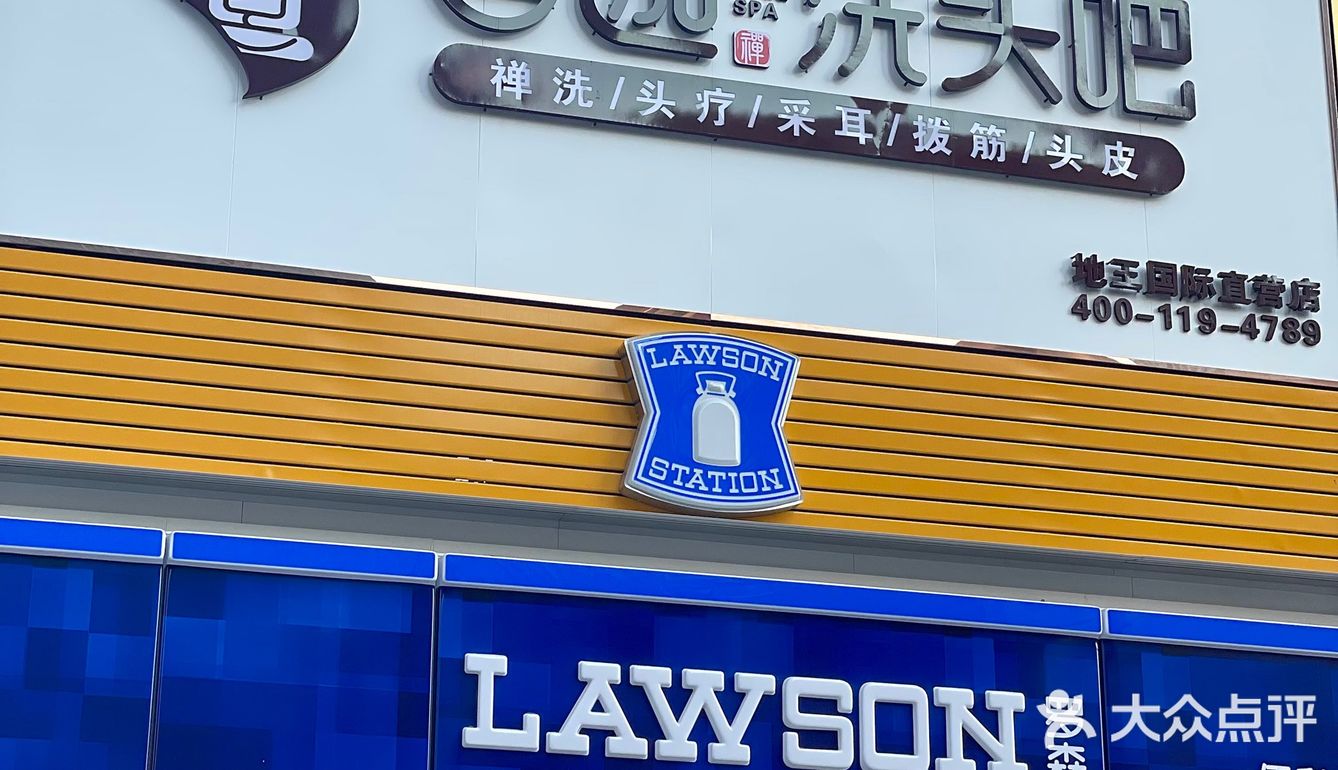 SPA
禅
洗头吧
禅洗/头疗/采耳/拨筋/头皮
地王国际直营店
400-119-4789
LAWSON
STATION
LAWSON
大众点评